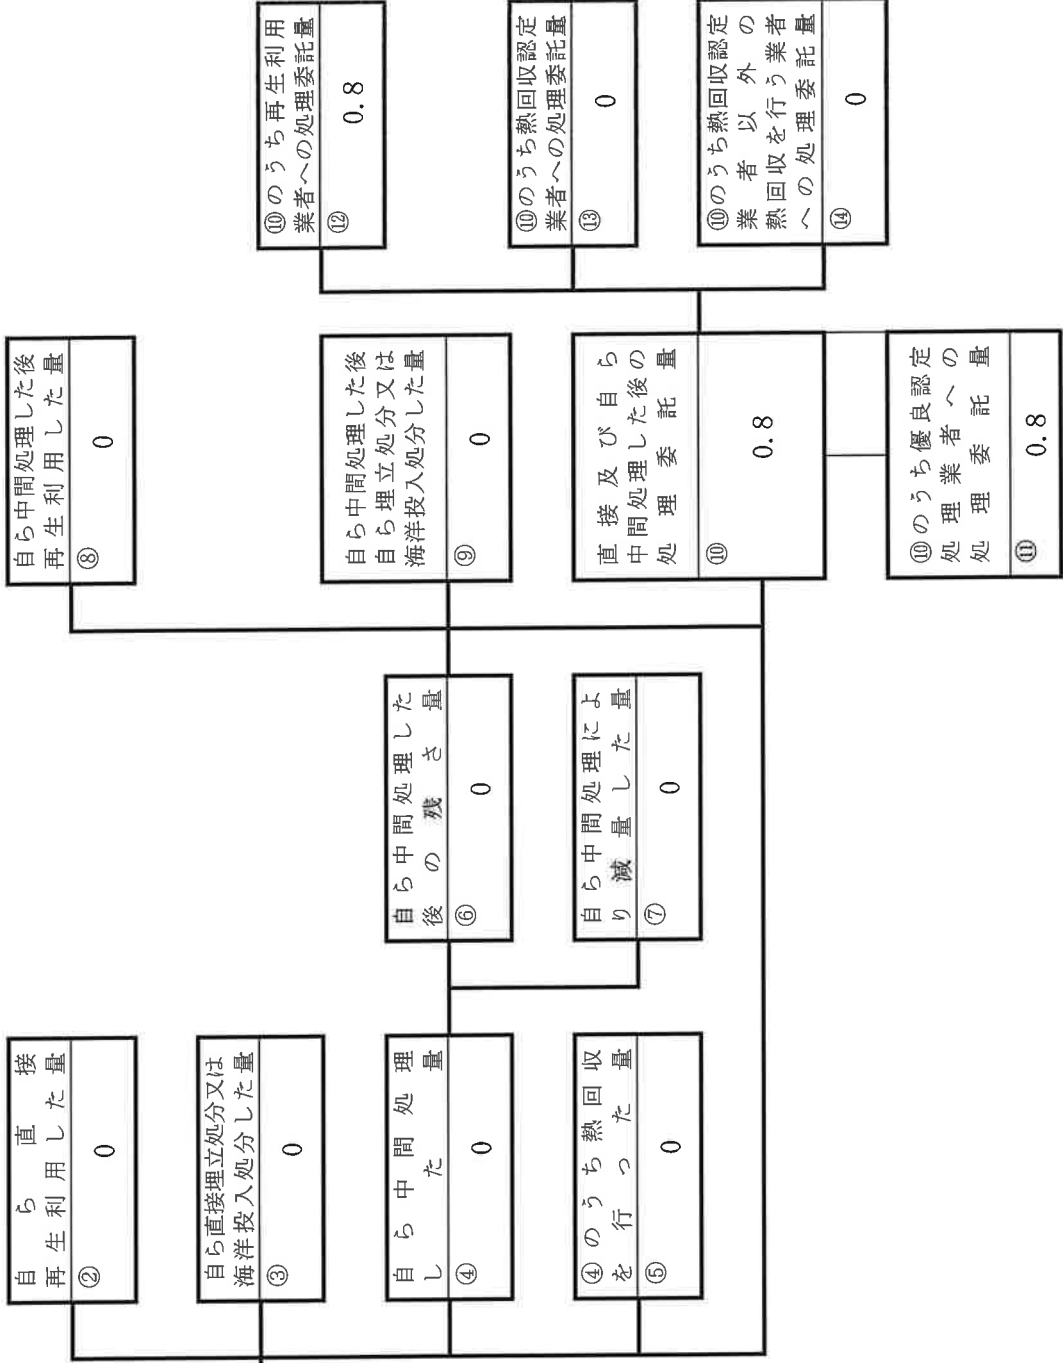 自ら直接
再生利用した量
② 0
自ら直接埋立処分又は
海洋投入処分した量
③ 0
自ら中間処理
した量
④ 0
④のうち熱回収
を行った量
⑤ 0
自ら中間処理した
後の残さ量
⑥ 0
自ら中間処理によ
り減量した量
⑦ 0
自ら中間処理した後
再生利用した量
⑧ 0
自ら中間処理した後
自ら埋立処分又は
海洋投入処分した量
⑨ 0
直接及び自ら
中間処理した後の
処理委託量
⑩ 0.8
⑩のうち優良認定
処理業者への
処理委託量
⑪ 0.8
⑩のうち再生利用
業者への処理委託量
⑫ 0.8
⑩のうち熱回収認定
業者への処理委託量
⑬ 0
⑩のうち熱回収認定
業者以外の
熱回収を行う業者
への処理委託量
⑭ 0